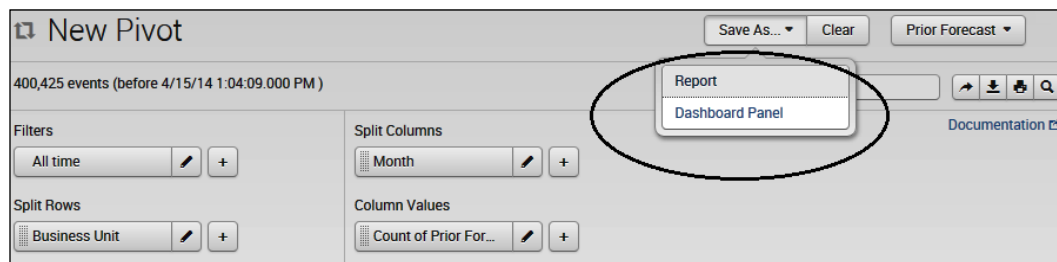 New Pivot
Save As...
Clear
Prior Forecast
400,425 events (before 4/15/14 1:04:09.000 PM )
Report
Dashboard Panel
Documentation
Filters
Split Columns
All time
Month
Split Rows
Column Values
Business Unit
Count of Prior For...